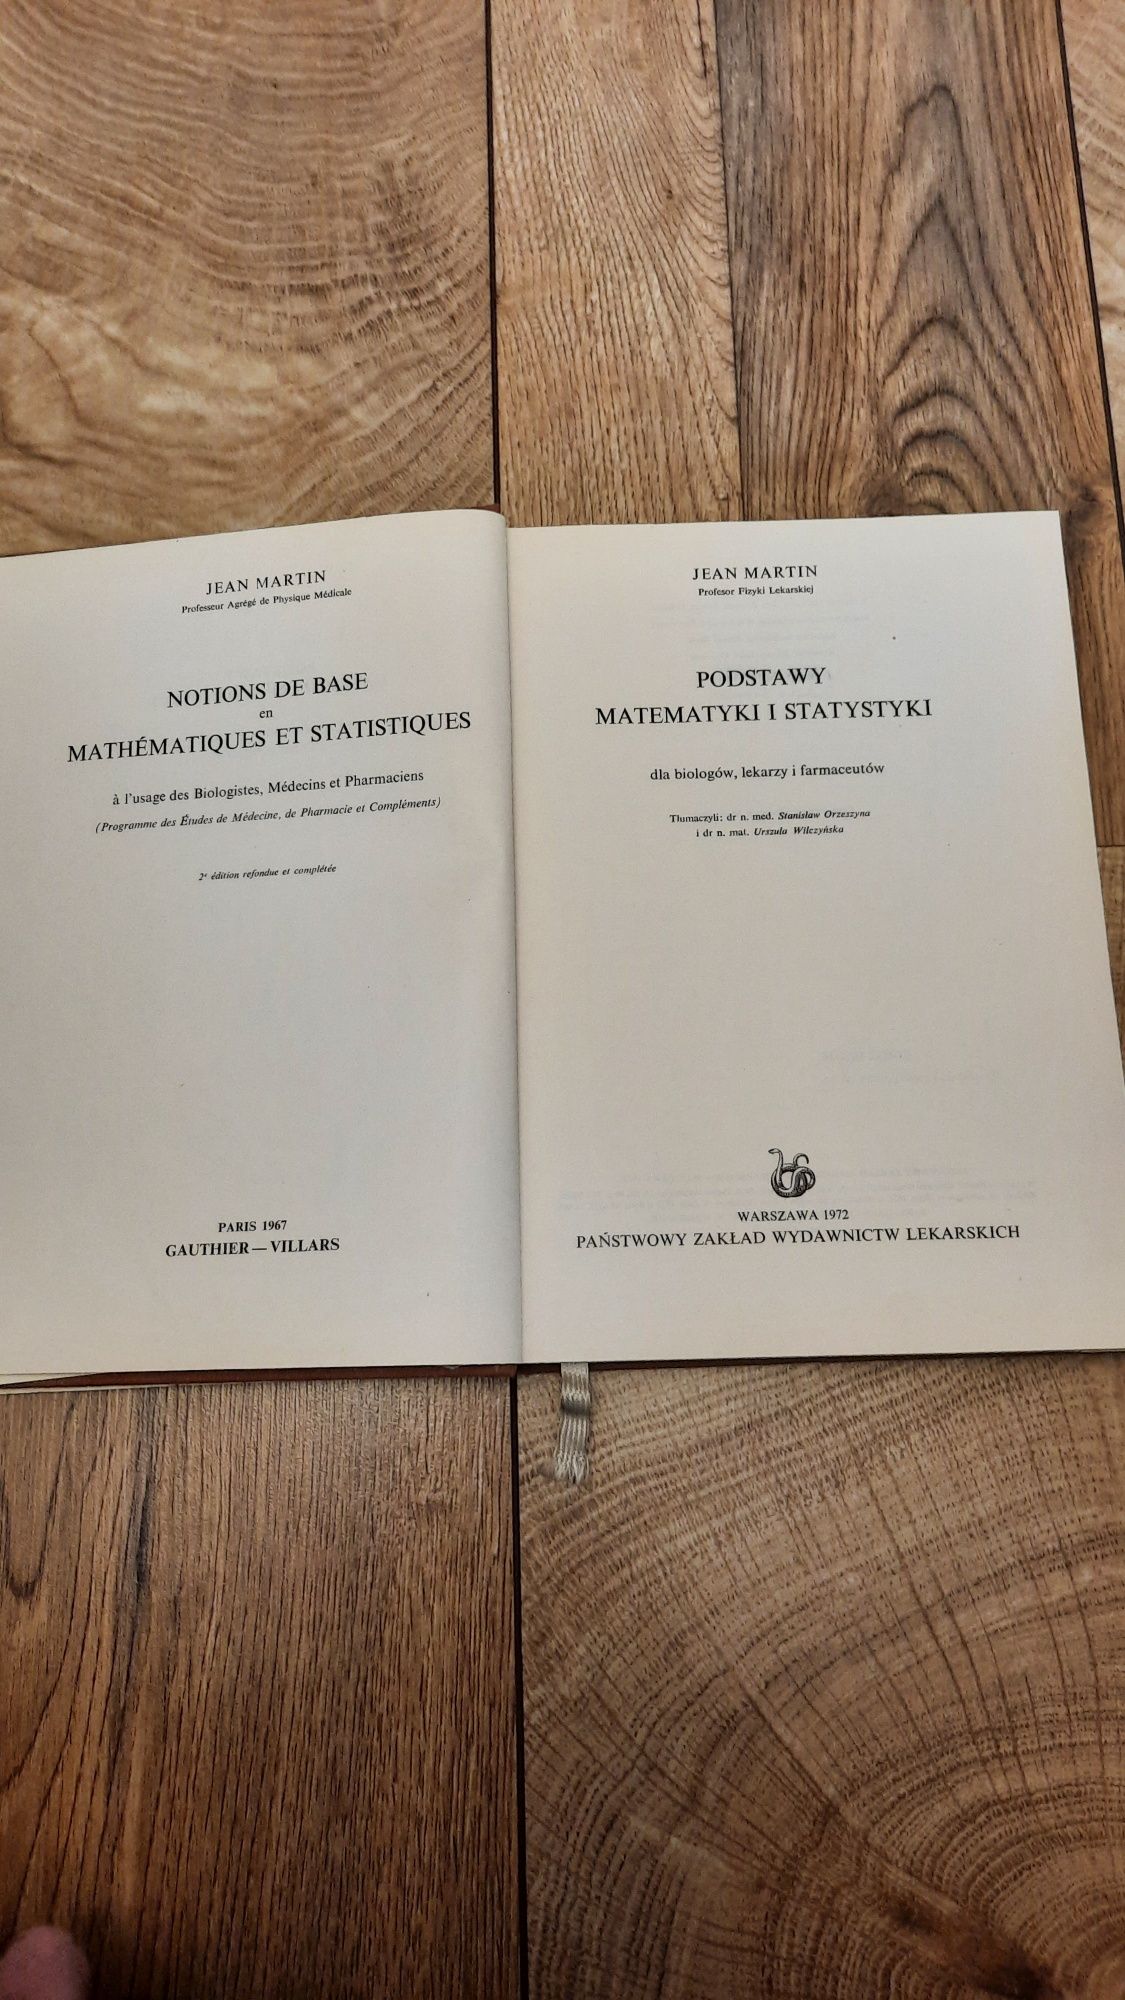 JEAN MARTIN
Professeur Agrégé de Physique Médicale
NOTIONS DE BASE
en
MATHÉMATIQUES ET STATISTIQUES
à l'usage des Biologistes, Médecins et Pharmaciens
(Programme des Études de Médecine, de Pharmacie et Compléments)
2e édition refondue et complétée
PARIS 1967
GAUTHIER — VILLARS
JEAN MARTIN
Profesor Fizyki Lekarskiej
PODSTAWY
MATEMATYKI I STATYSTYKI
dla biologów, lekarzy i farmaceutów
Tłumaczyli: dr n. med. Stanisław Orzeszyna
i dr n. mat. Urszula Wilczyńska
WARSZAWA 1972
PAŃSTWOWY ZAKŁAD WYDAWNICTW LEKARSKICH